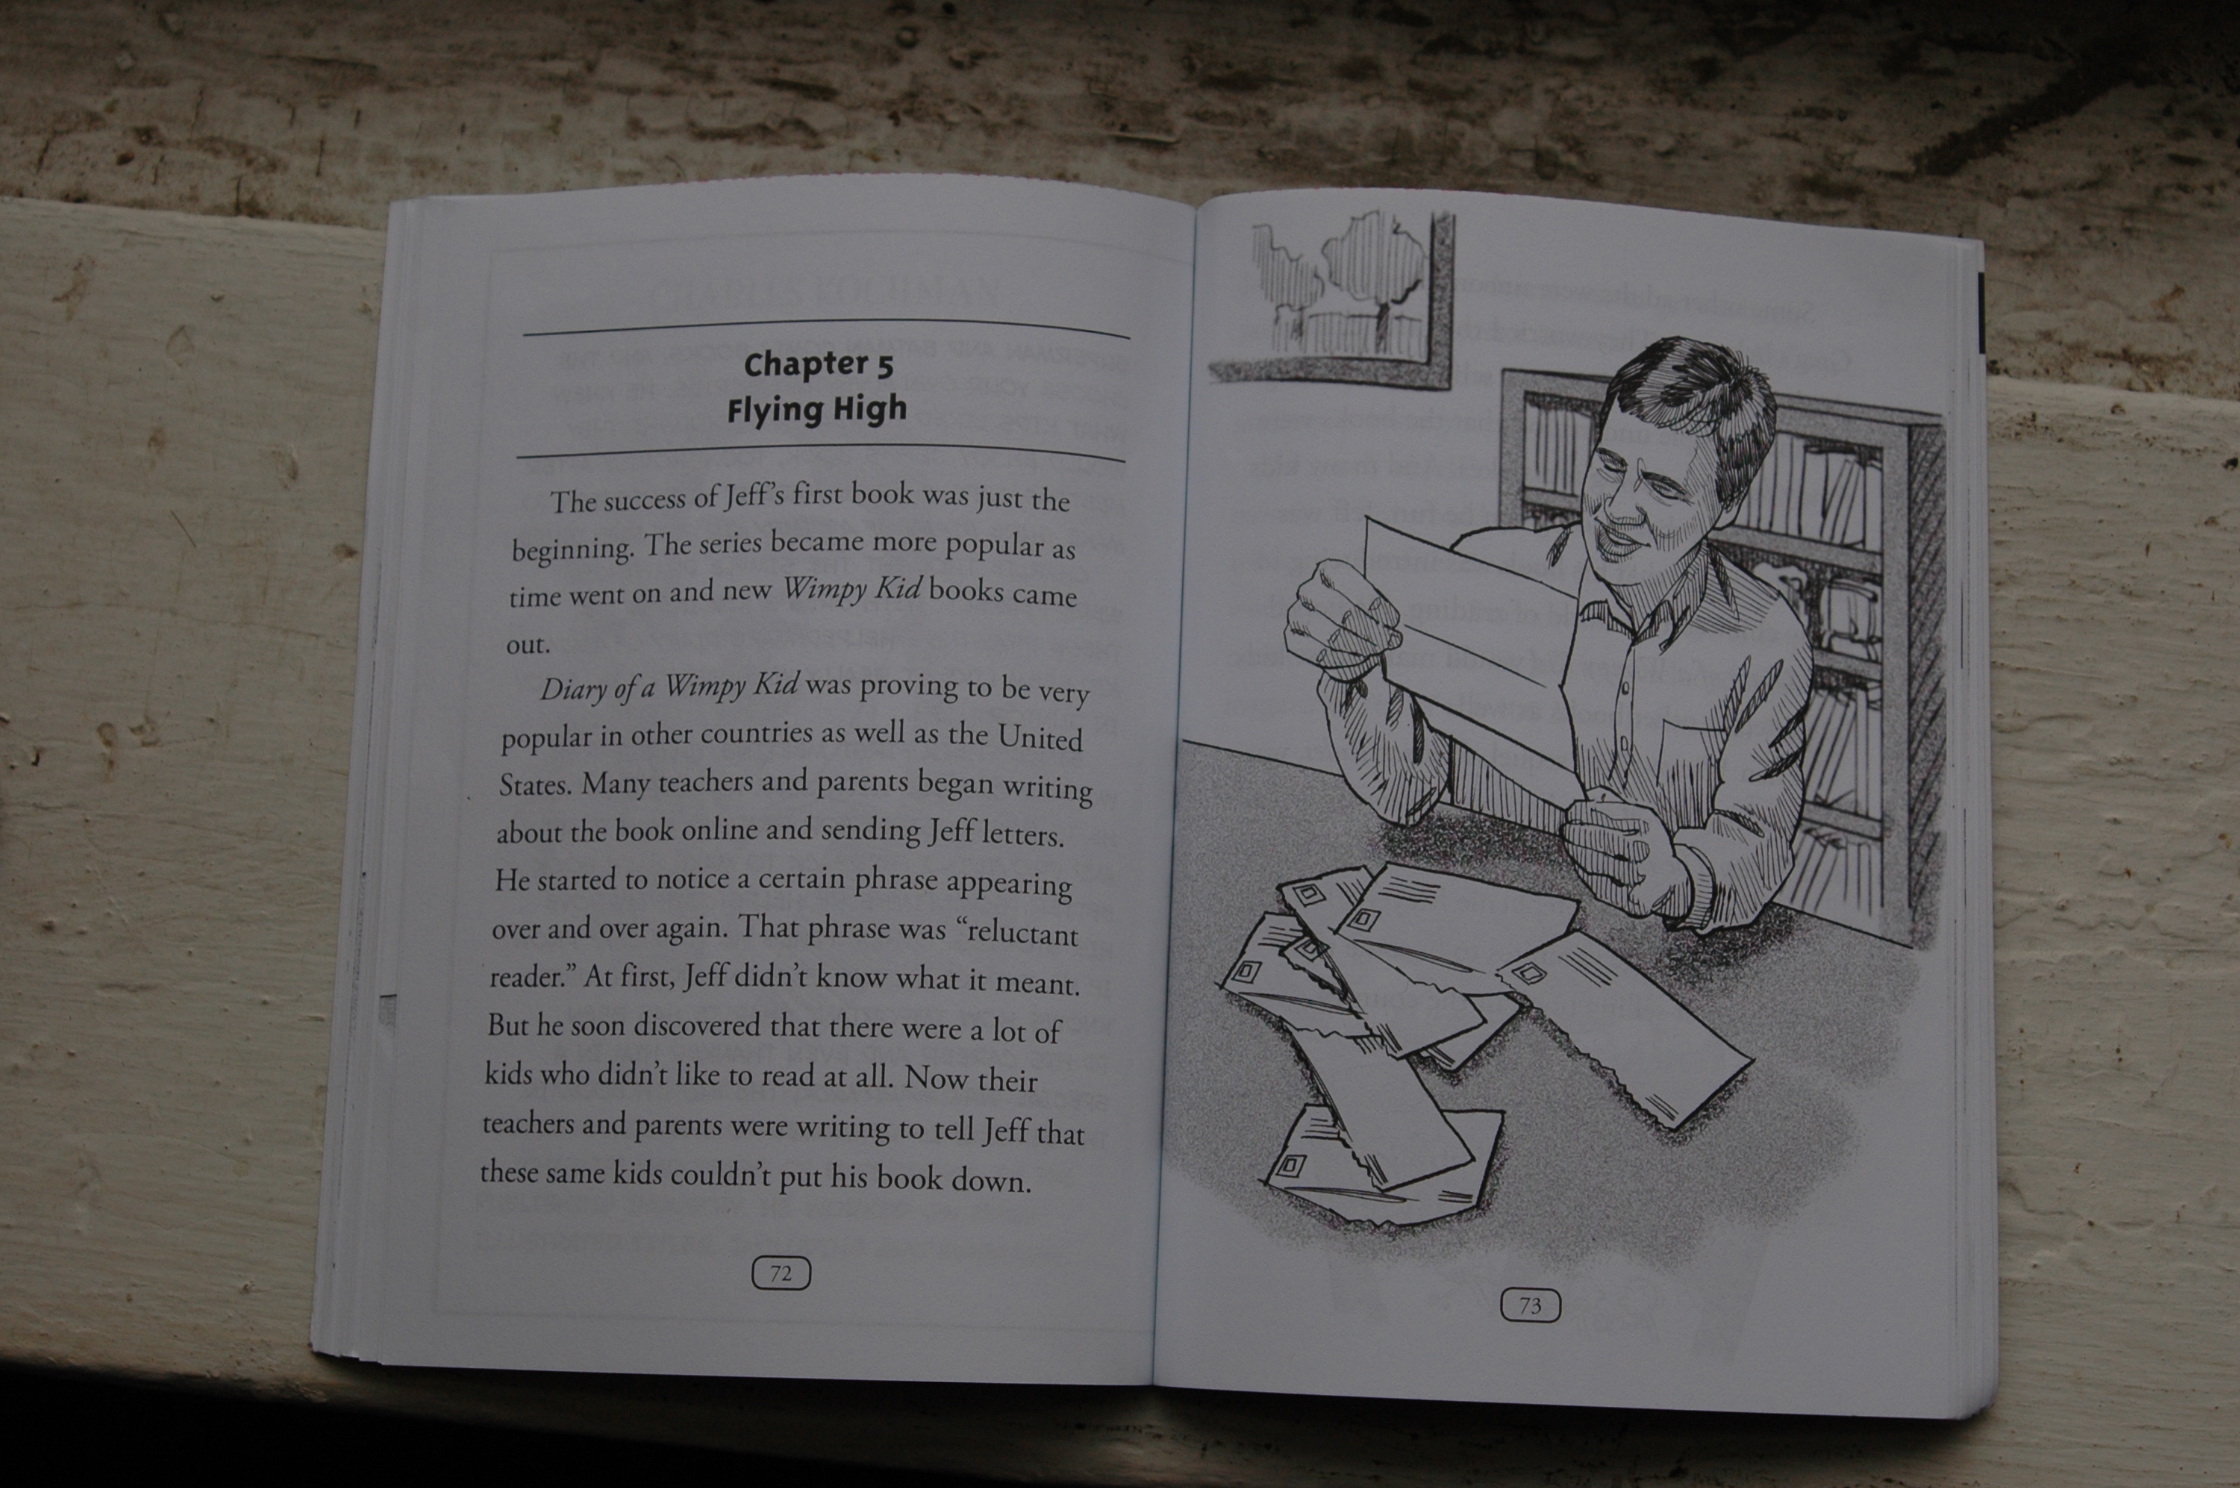 Chapter 5
Flying High
The success of Jeff's first book was just the
beginning. The series became more popular as
time went on and new Wimpy Kid books came
out.
Diary of a Wimpy Kid was proving to be very
popular in other countries as well as the United
States. Many teachers and parents began writing
about the book online and sending Jeff letters.
He started to notice a certain phrase appearing
over and over again. That phrase was “reluctant
reader.” At first, Jeff didn't know what it meant.
But he soon discovered that there were a lot of
kids who didn't like to read at all. Now their
teachers and parents were writing to tell Jeff that
these same kids couldn't put his book down.
72
73